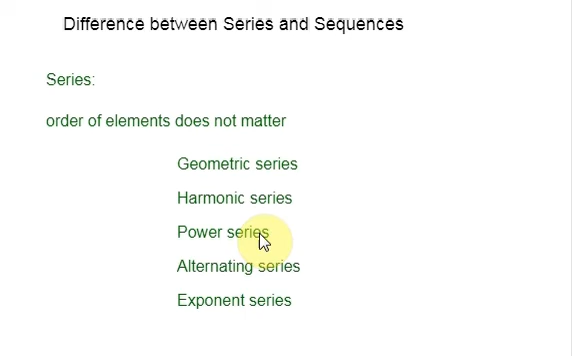 Difference between Series and Sequences
Series:
order of elements does not matter
Geometric series
Harmonic series
Power series
Alternating series
Exponent series